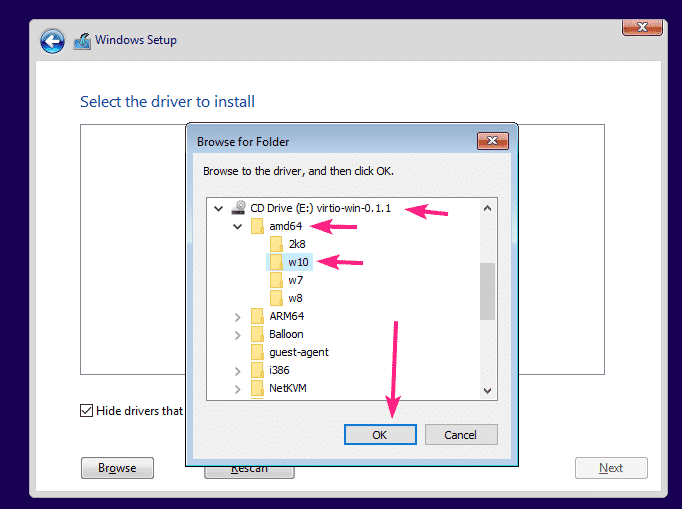 Windows Setup
Select the driver to install
Browse for Folder
Browse to the driver, and then click OK.
CD Drive (E:) virtio-win-0.1.1
amd64
2k8
w10
w7
w8
ARM64
Balloon
guest-agent
i386
NetKVM
Hide drivers that
OK
Cancel
Browse
Rescan
Next